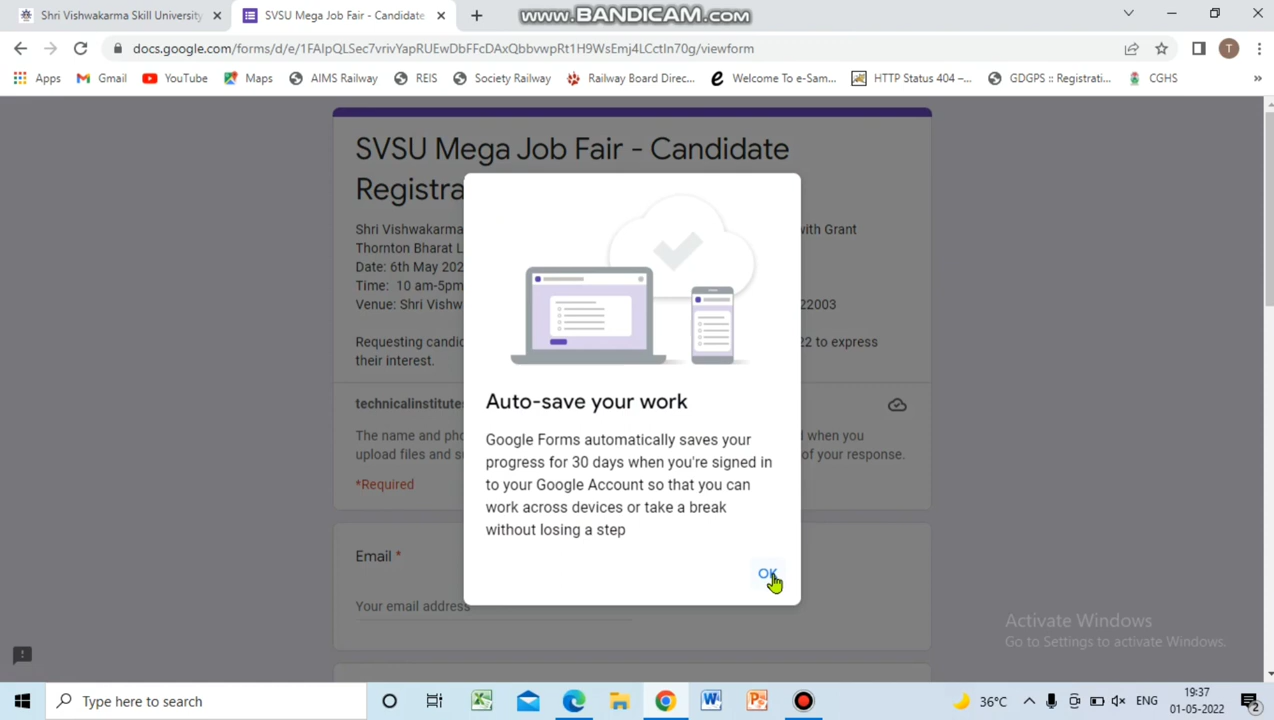 Shri Vishwakarma Skill University
SVSU Mega Job Fair - Candidate
www.BANDICAM.com
docs.google.com/forms/d/e/1FAIpQLSec7vrivYapRUEwDbFFcDAxQbbvwpRt1H9WsEmj4LCctIn70g/viewform
T
Apps
Gmail
YouTube
Maps
AIMS Railway
REIS
Society Railway
Railway Board Direc...
Welcome To e-Sam...
HTTP Status 404 –...
GDGPS :: Registrati...
CGHS
»
SVSU Mega Job Fair - Candidate
Registra
Shri Vishwakarma
with Grant
Thornton Bharat L
Date: 6th May 202
Time: 10 am-5pm
Venue: Shri Vishw
22003
Requesting candid
22 to express
their interest.
technicalinstitutes
The name and pho
d when you
upload files and su
of your response.
*Required
Auto-save your work
Google Forms automatically saves your
progress for 30 days when you're signed in
to your Google Account so that you can
work across devices or take a break
without losing a step
OK
Email *
Your email address
Activate Windows
Go to Settings to activate Windows.
Type here to search
36°C
ENG
19:37
01-05-2022
2